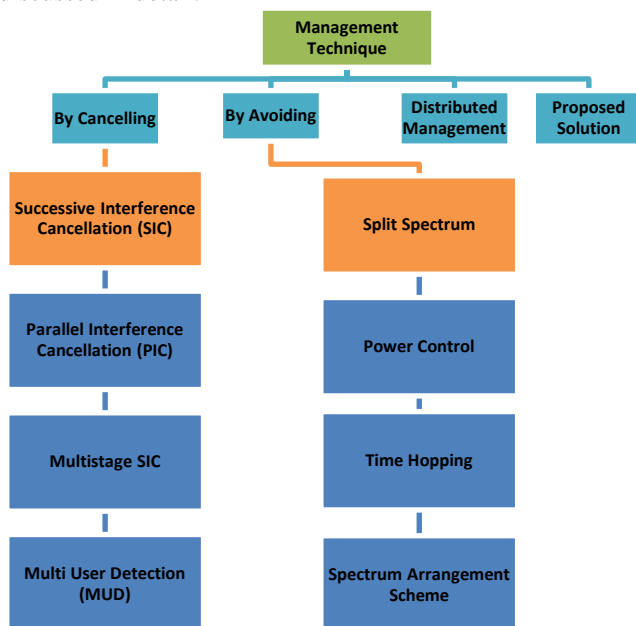 Management
Technique
By Cancelling
By Avoiding
Distributed
Management
Proposed
Solution
Successive Interference
Cancellation (SIC)
Split Spectrum
Parallel Interference
Cancellation (PIC)
Power Control
Multistage SIC
Time Hopping
Multi User Detection
(MUD)
Spectrum Arrangement
Scheme